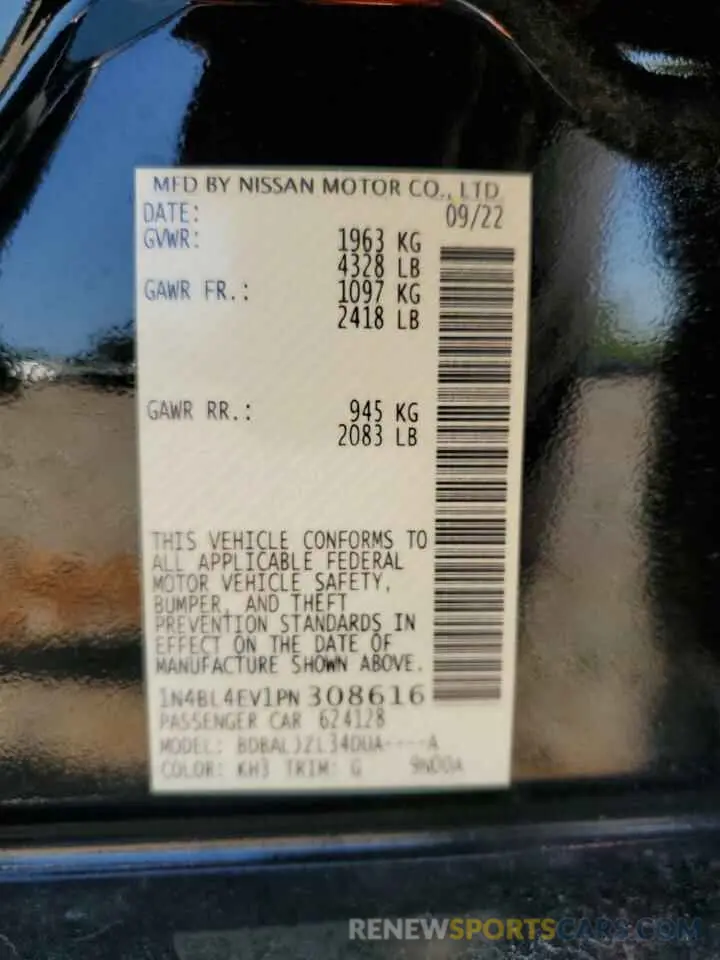 MFD BY NISSAN MOTOR CO., LTD
DATE: 09/22
GVWR: 1963 KG
4328 LB
GAWR FR.: 1097 KG
2418 LB
GAWR RR.: 945 KG
2083 LB
THIS VEHICLE CONFORMS TO
ALL APPLICABLE FEDERAL
MOTOR VEHICLE SAFETY,
BUMPER, AND THEFT
PREVENTION STANDARDS IN
EFFECT ON THE DATE OF
MANUFACTURE SHOWN ABOVE.
1N4BL4EV1PN 308616
PASSENGER CAR 624128
MODEL:
COLOR: KH3 TRIM: G
RENEWSPORTSCARS.COM